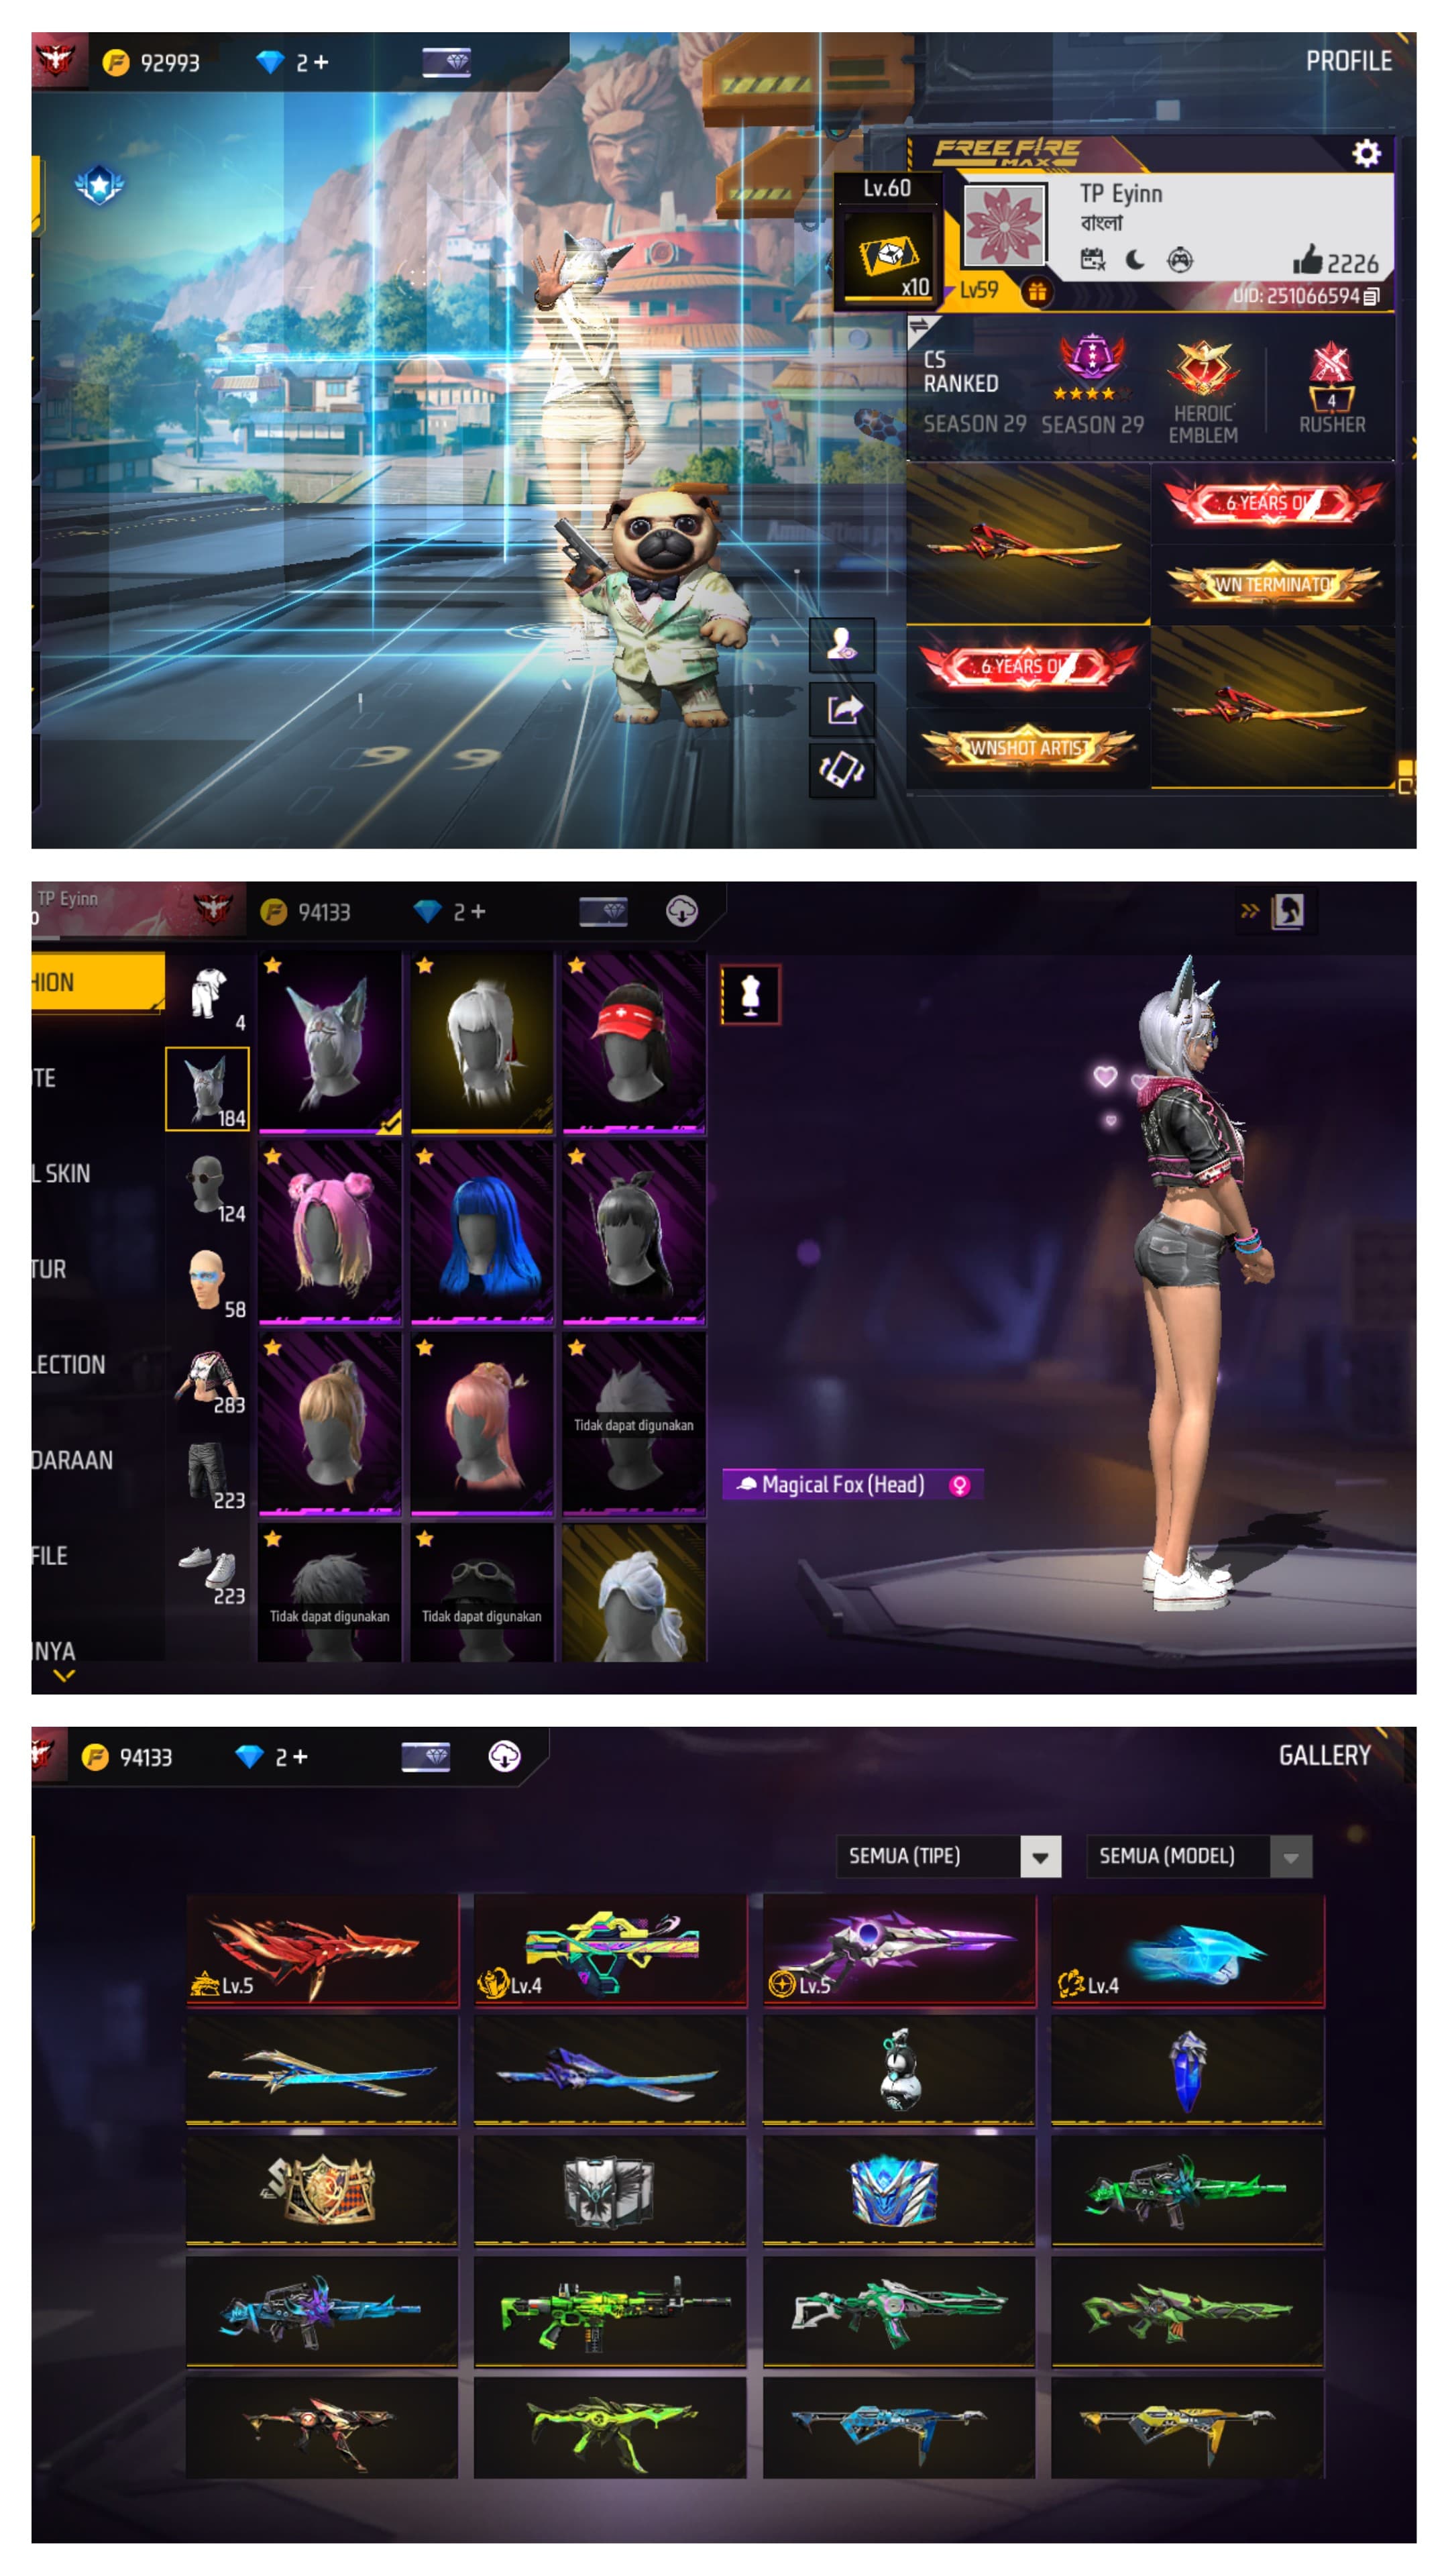 92993
2+
PROFILE
FREE FIRE
MAX
Lv.60
x10
TP Eyinn
বাংলা
2226
Lv59
UID: 251066594
CS
RANKED
SEASON 29
SEASON 29
7
HEROIC
EMBLEM
4
RUSHER
6 YEARS OL
WN TERMINATO
6 YEARS OL
WNSHOT ARTIST
99
TP Eyinn
94133
2+
HION
4
TE
184
L SKIN
124
TUR
58
LECTION
283
Tidak dapat digunakan
DARAAN
223
Magical Fox (Head)
FILE
223
Tidak dapat digunakan
Tidak dapat digunakan
NYA
94133
2+
GALLERY
SEMUA (TIPE)
SEMUA (MODEL)
Lv.5
Lv.4
Lv.5
Lv.4